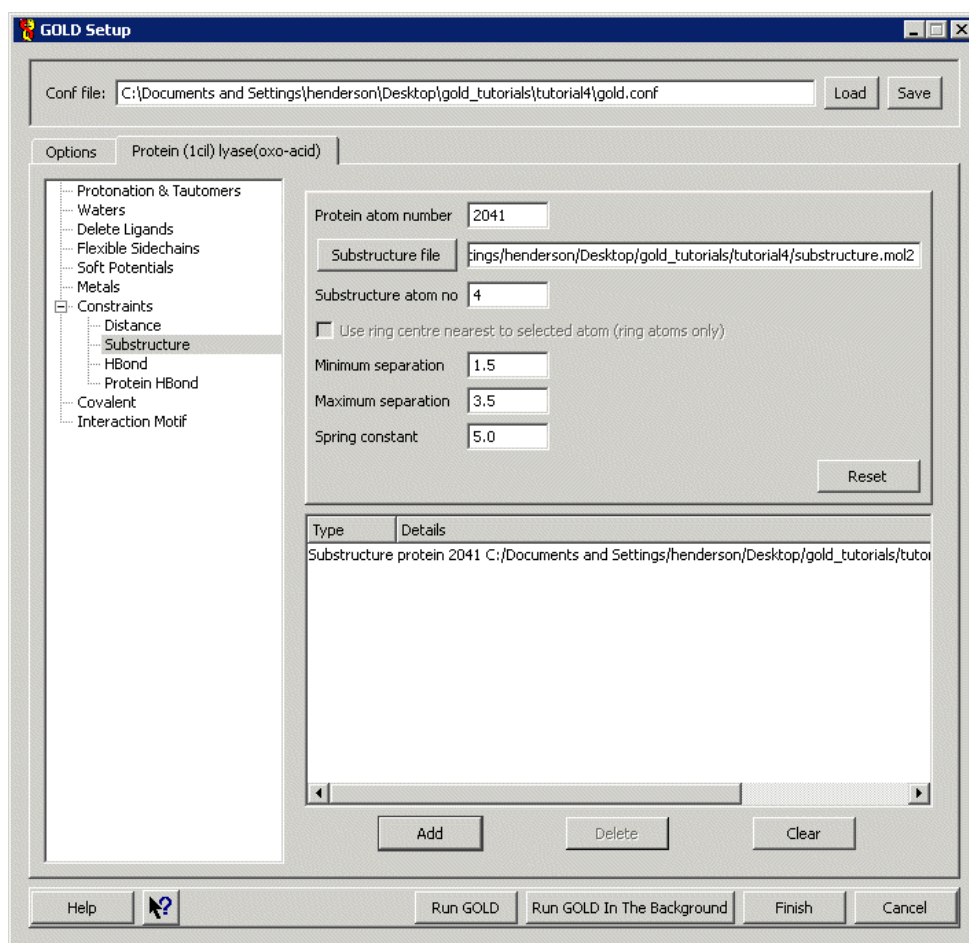 GOLD Setup
Conf file: C:\Documents and Settings\henderson\Desktop\gold_tutorials\tutorial4\gold.conf Load Save
Options Protein (1cil) lyase(oxo-acid)
Protonation & Tautomers
Waters
Delete Ligands
Flexible Sidechains
Soft Potentials
Metals
Constraints
Distance
Substructure
HBond
Protein HBond
Covalent
Interaction Motif
Protein atom number 2041
Substructure file tings/henderson/Desktop/gold_tutorials/tutorial4/substructure.mol2
Substructure atom no 4
Use ring centre nearest to selected atom (ring atoms only)
Minimum separation 1.5
Maximum separation 3.5
Spring constant 5.0
Reset
Type Details
Substructure protein 2041 C:/Documents and Settings/henderson/Desktop/gold_tutorials/tutor
Add Delete Clear
Help ? Run GOLD Run GOLD In The Background Finish Cancel